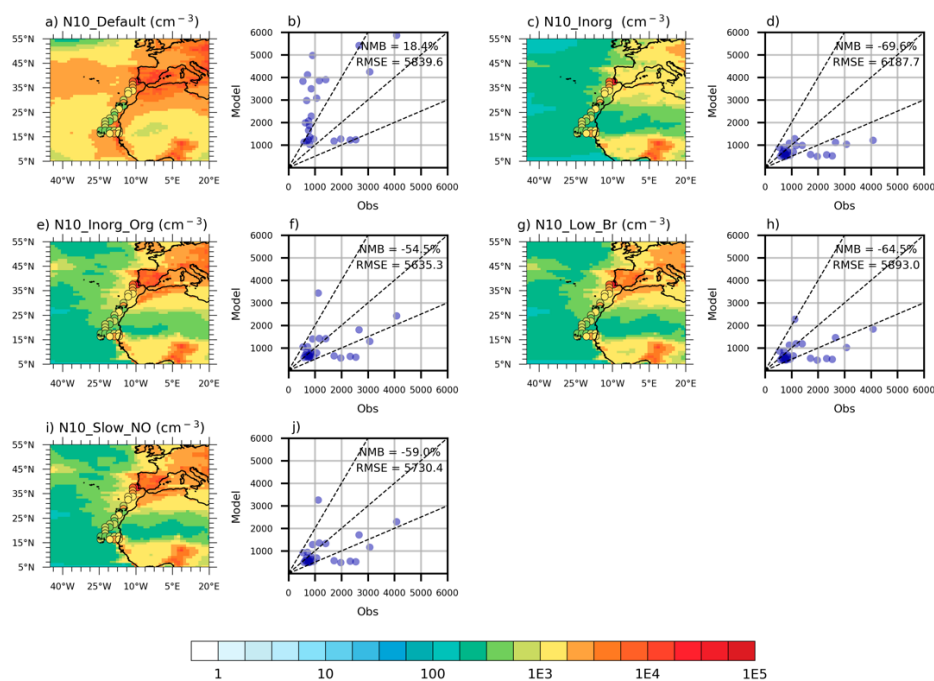 a) N10_Default (cm⁻³)
b)
c) N10_Inorg (cm⁻³)
d)
55°N
45°N
35°N
25°N
15°N
5°N
40°W 25°W 10°W 5°E 20°E
Model
6000
5000
4000
3000
2000
1000
NMB = 18.4%
RMSE = 5839.6
0 1000 2000 3000 4000 5000 6000
Obs
55°N
45°N
35°N
25°N
15°N
5°N
40°W 25°W 10°W 5°E 20°E
Model
6000
5000
4000
3000
2000
1000
NMB = -69.6%
RMSE = 6187.7
0 1000 2000 3000 4000 5000 6000
Obs
e) N10_Inorg_Org (cm⁻³)
f)
g) N10_Low_Br (cm⁻³)
h)
55°N
45°N
35°N
25°N
15°N
5°N
40°W 25°W 10°W 5°E 20°E
Model
6000
5000
4000
3000
2000
1000
NMB = -54.5%
RMSE = 5635.3
0 1000 2000 3000 4000 5000 6000
Obs
55°N
45°N
35°N
25°N
15°N
5°N
40°W 25°W 10°W 5°E 20°E
Model
6000
5000
4000
3000
2000
1000
NMB = -64.5%
RMSE = 5893.0
0 1000 2000 3000 4000 5000 6000
Obs
i) N10_Slow_NO (cm⁻³)
j)
55°N
45°N
35°N
25°N
15°N
5°N
40°W 25°W 10°W 5°E 20°E
Model
6000
5000
4000
3000
2000
1000
NMB = -59.0%
RMSE = 5730.4
0 1000 2000 3000 4000 5000 6000
Obs
1 10 100 1E3 1E4 1E5